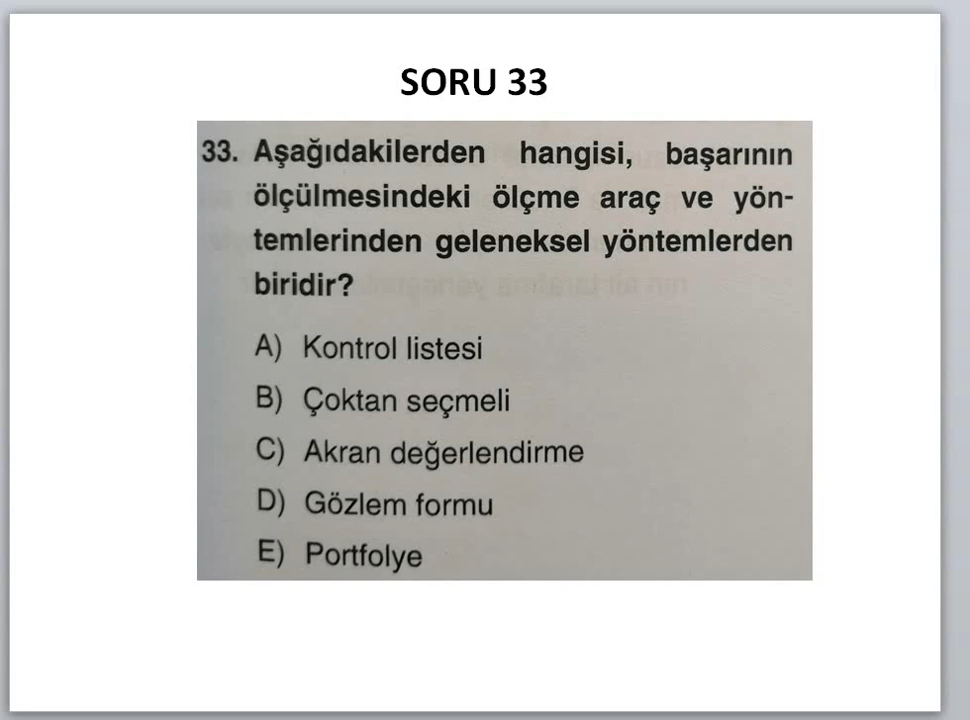 SORU 33
33. Aşağıdakilerden hangisi, başarının
ölçülmesindeki ölçme araç ve yön-
temlerinden geleneksel yöntemlerden
biridir?
A) Kontrol listesi
B) Çoktan seçmeli
C) Akran değerlendirme
D) Gözlem formu
E) Portfolye